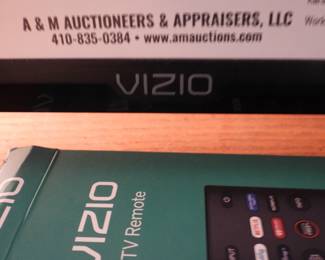 A & M AUCTIONEERS & APPRAISERS, LLC
410-835-0384 • www.amauctions.com
VIZIO
VIZIO
TV Remote